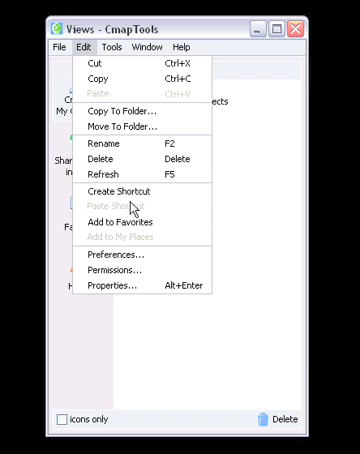 Views - CmapTools
File Edit Tools Window Help
Cut Ctrl+X
Copy Ctrl+C
Paste Ctrl+V
Copy To Folder...
Move To Folder...
Rename F2
Delete Delete
Refresh F5
Create Shortcut
Paste Shortcut
Add to Favorites
Add to My Places
Preferences...
Permissions...
Properties... Alt+Enter
icons only Delete